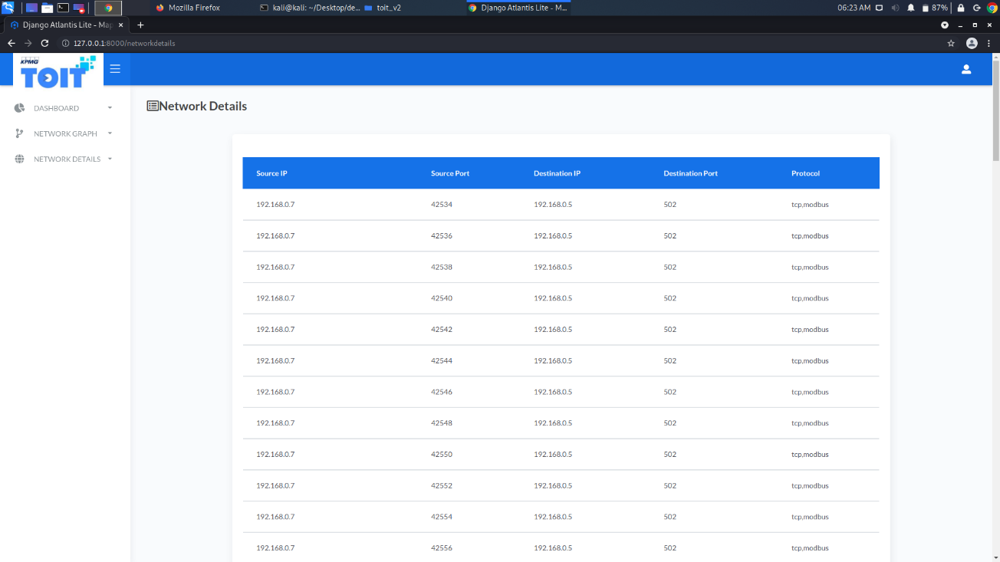 Mozilla Firefox kali@kali: ~/Desktop/de... toit_v2 Django Atlantis Lite - M... 06:23 AM 87%
Django Atlantis Lite - Map
127.0.0.1:8000/networkdetails
KPMG
TOIT
DASHBOARD
NETWORK GRAPH
NETWORK DETAILS
Network Details
Source IP Source Port Destination IP Destination Port Protocol
192.168.0.7 42534 192.168.0.5 502 tcp,modbus
192.168.0.7 42536 192.168.0.5 502 tcp,modbus
192.168.0.7 42538 192.168.0.5 502 tcp,modbus
192.168.0.7 42540 192.168.0.5 502 tcp,modbus
192.168.0.7 42542 192.168.0.5 502 tcp,modbus
192.168.0.7 42544 192.168.0.5 502 tcp,modbus
192.168.0.7 42546 192.168.0.5 502 tcp,modbus
192.168.0.7 42548 192.168.0.5 502 tcp,modbus
192.168.0.7 42550 192.168.0.5 502 tcp,modbus
192.168.0.7 42552 192.168.0.5 502 tcp,modbus
192.168.0.7 42554 192.168.0.5 502 tcp,modbus
192.168.0.7 42556 192.168.0.5 502 tcp,modbus